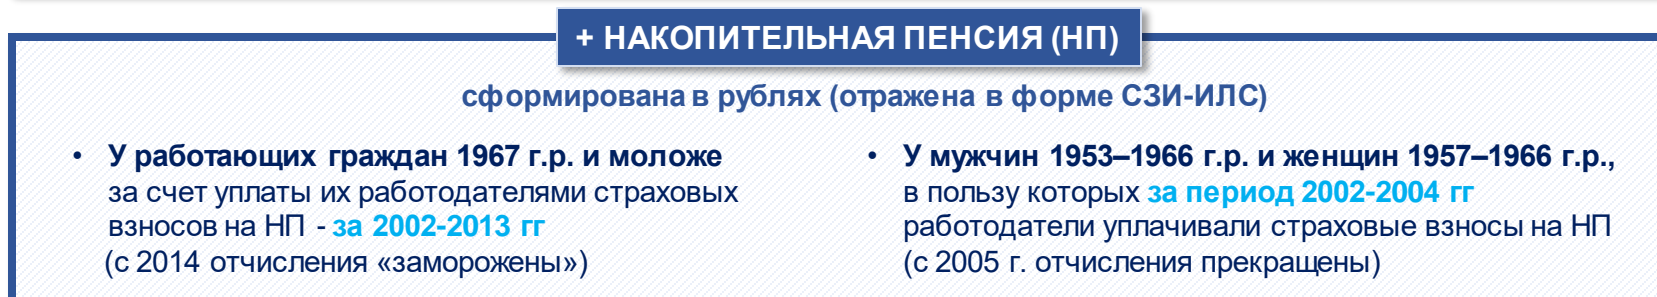 + НАКОПИТЕЛЬНАЯ ПЕНСИЯ (НП)
сформирована в рублях (отражена в форме СЗИ-ИЛС)
• У работающих граждан 1967 г.р. и моложе
за счет уплаты их работодателями страховых
взносов на НП - за 2002-2013 гг
(с 2014 отчисления «заморожены»)
• У мужчин 1953–1966 г.р. и женщин 1957–1966 г.р.,
в пользу которых за период 2002-2004 гг
работодатели уплачивали страховые взносы на НП
(с 2005 г. отчисления прекращены)